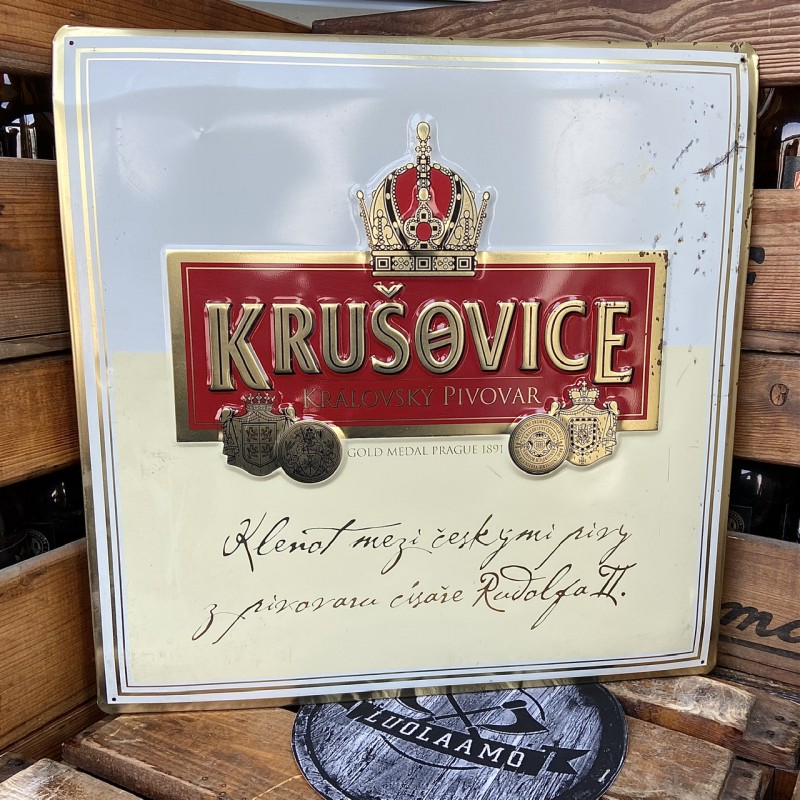 KRUŠOVICE
KRÁLOVSKÝ PIVOVAR
GOLD MEDAL PRAGUE 1891
Klenot mezi českými pivy
z pivovaru císaře Rudolfa II.
LUOLAAMO